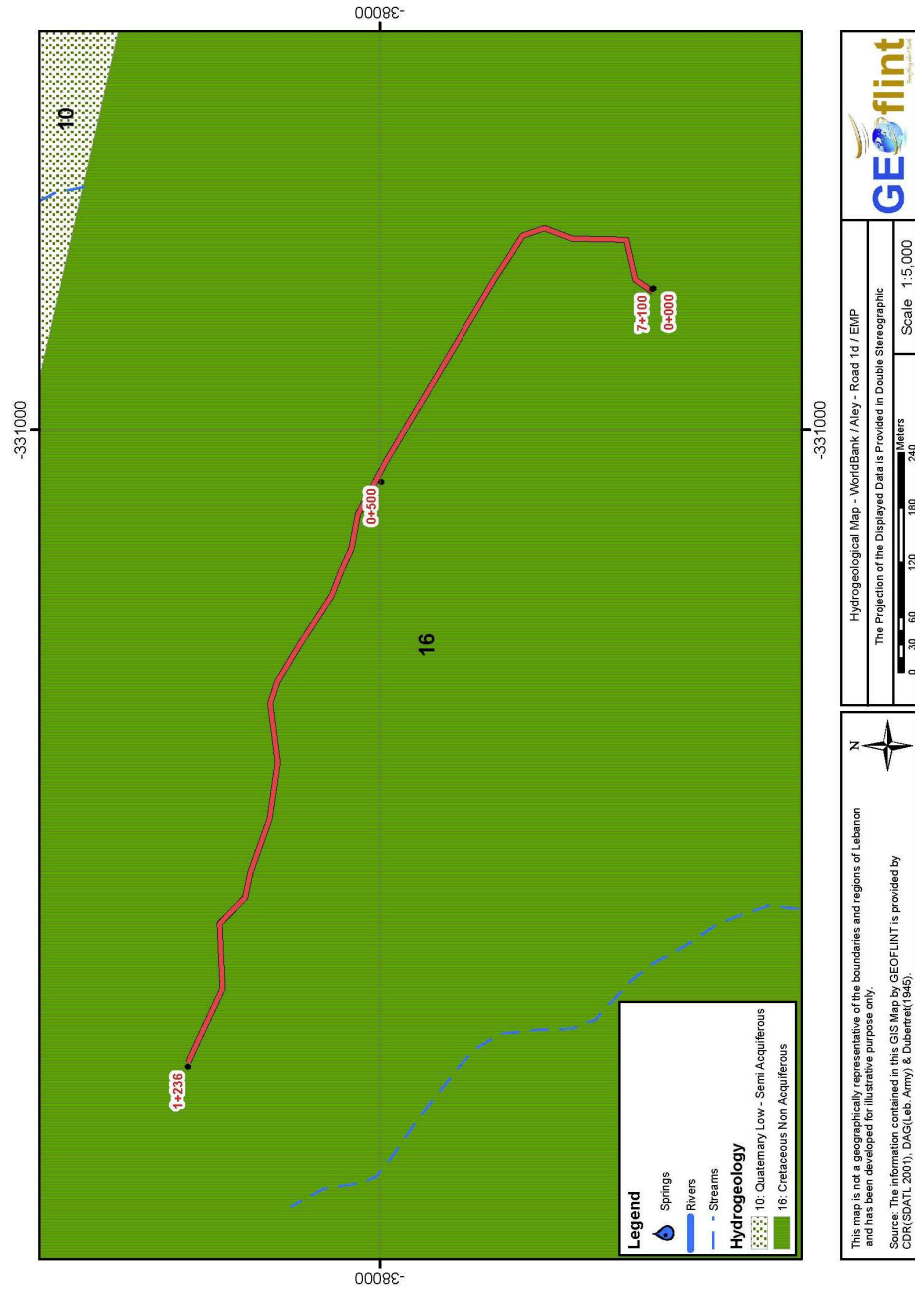 -38000
-331000
10
7+100
0+000
0+500
16
1+236
-331000
-38000
Legend
Springs
Rivers
Streams
Hydrogeology
10: Quaternary Low - Semi Acquiferous
16: Cretaceous Non Acquiferous
This map is not a geographically representative of the boundaries and regions of Lebanon
and has been developed for illustrative purpose only.
Source: The information contained in this GIS Map by GEOFLINT is provided by
CDR(SDATL 2001), DAG(Leb. Army) & Dubertret(1945).
N
Hydrogeological Map - WorldBank / Aley - Road 1d / EMP
The Projection of the Displayed Data is Provided in Double Stereographic
0 30 60 120 180 240
Meters
Scale 1:5,000
GEOflint